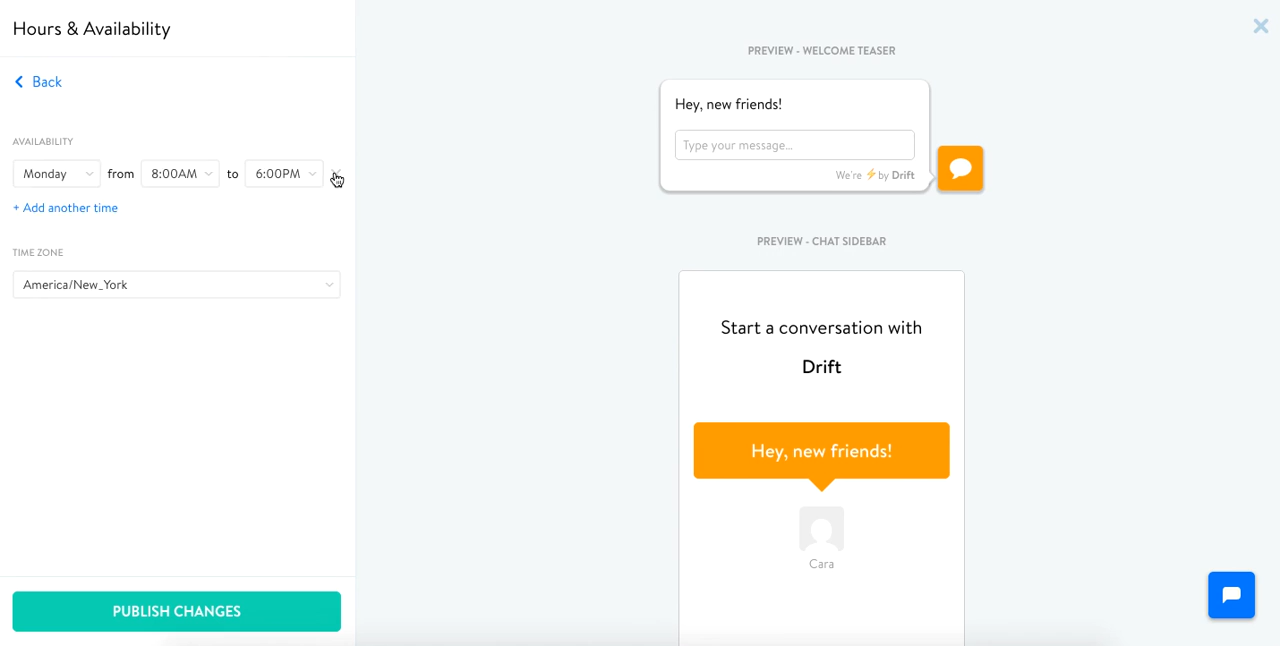 Hours & Availability
Back
AVAILABILITY
Monday from 8:00AM to 6:00PM
+ Add another time
TIME ZONE
America/New_York
PUBLISH CHANGES
PREVIEW - WELCOME TEASER
Hey, new friends!
Type your message...
We're ⚡ by Drift
PREVIEW - CHAT SIDEBAR
Start a conversation with
Drift
Hey, new friends!
Cara